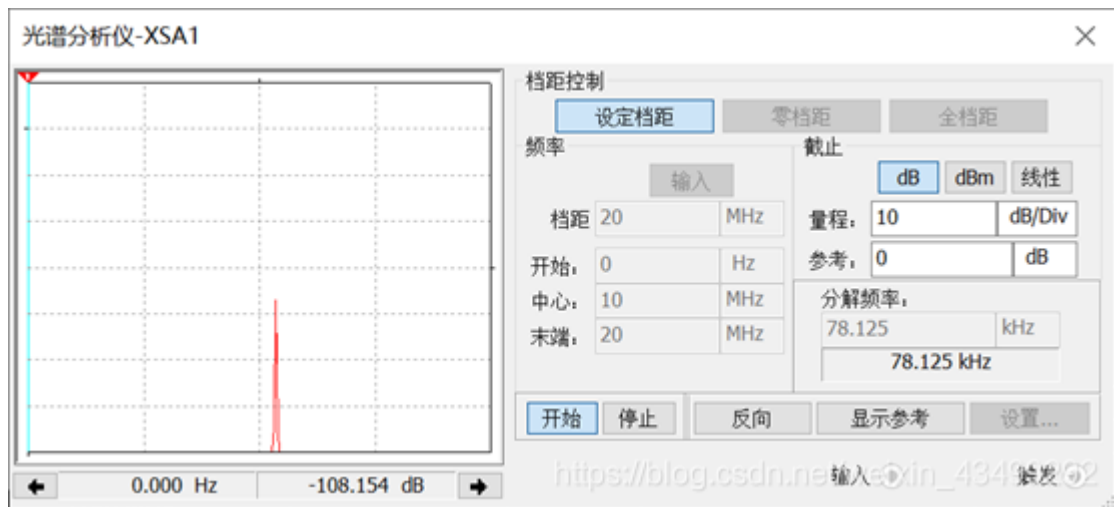 光谱分析仪-XSA1
档距控制
设定档距 零档距 全档距
频率
输入
档距 20 MHz
开始: 0 Hz
中心: 10 MHz
末端: 20 MHz
截止
dB dBm 线性
量程: 10 dB/Div
参考: 0 dB
分解频率:
78.125 kHz
78.125 kHz
开始 停止 反向 显示参考 设置...
0.000 Hz -108.154 dB
输入 触发